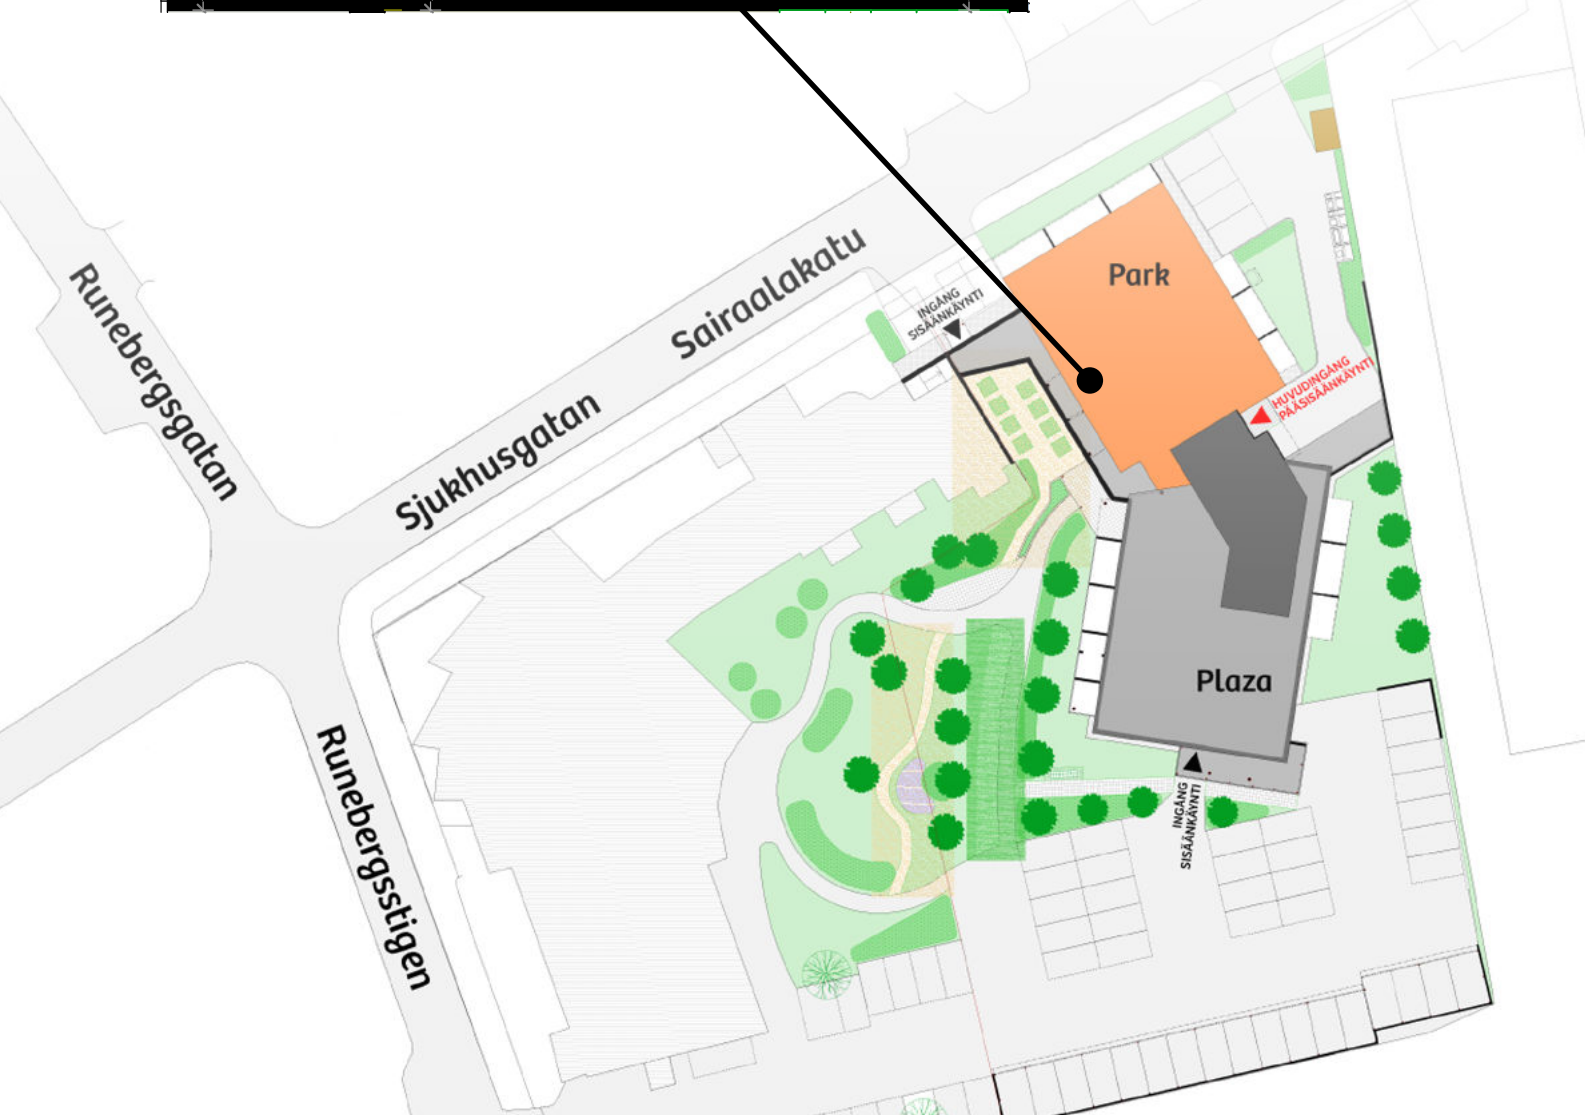 Runebergsgatan
Sairaalakatu
Sjukhusgatan
INGÅNG
SISÄÄNKÄYNTI
Park
HUVUDINGÅNG
PÄÄSISÄÄNKÄYNTI
Plaza
INGÅNG
SISÄÄNKÄYNTI
Runebergsstigen